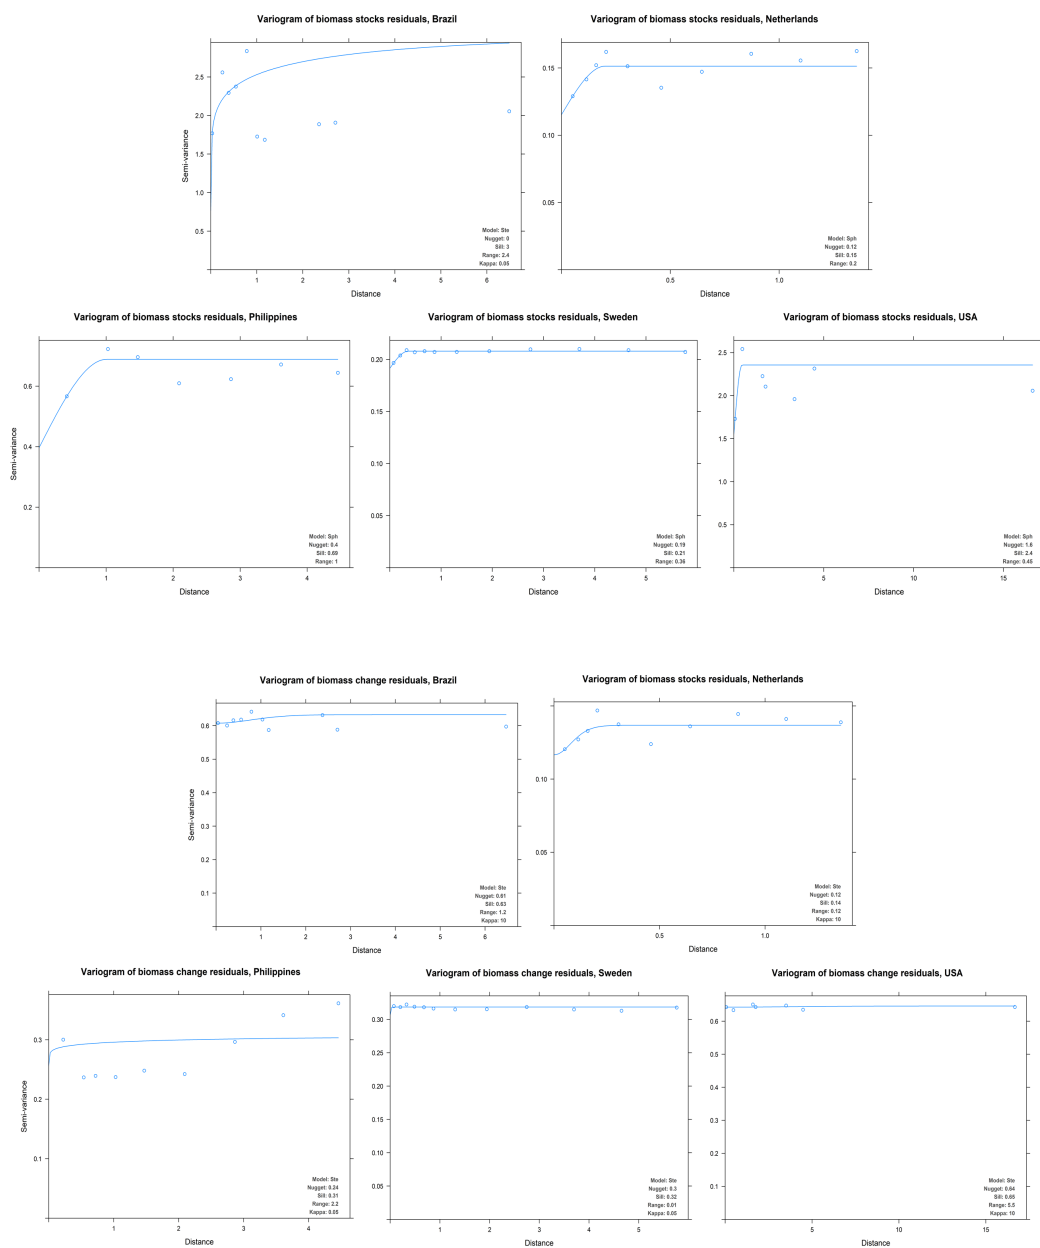 Variogram of biomass stocks residuals, Brazil
Semi-variance
2.5
2.0
1.5
1.0
0.5
Model: Ste
Nugget: 0
Sill: 3
Range: 2.4
Kappa: 0.05
1 2 3 4 5 6
Distance
Variogram of biomass stocks residuals, Netherlands
0.15
0.10
0.05
Model: Sph
Nugget: 0.12
Sill: 0.15
Range: 0.2
0.5 1.0
Distance
Variogram of biomass stocks residuals, Philippines
Semi-variance
0.6
0.4
0.2
Model: Sph
Nugget: 0.4
Sill: 0.69
Range: 1
1 2 3 4
Distance
Variogram of biomass stocks residuals, Sweden
0.20
0.15
0.10
0.05
Model: Sph
Nugget: 0.19
Sill: 0.21
Range: 0.36
1 2 3 4 5
Distance
Variogram of biomass stocks residuals, USA
2.5
2.0
1.5
1.0
0.5
Model: Sph
Nugget: 1.6
Sill: 2.4
Range: 0.45
5 10 15
Distance
Variogram of biomass change residuals, Brazil
Semi-variance
0.6
0.5
0.4
0.3
0.2
0.1
Model: Ste
Nugget: 0.61
Sill: 0.63
Range: 1.2
Kappa: 10
1 2 3 4 5 6
Distance
Variogram of biomass stocks residuals, Netherlands
0.10
0.05
Model: Ste
Nugget: 0.12
Sill: 0.14
Range: 0.12
Kappa: 10
0.5 1.0
Distance
Variogram of biomass change residuals, Philippines
Semi-variance
0.3
0.2
0.1
Model: Ste
Nugget: 0.24
Sill: 0.31
Range: 2.2
Kappa: 0.05
1 2 3 4
Distance
Variogram of biomass change residuals, Sweden
0.30
0.25
0.20
0.15
0.10
0.05
Model: Ste
Nugget: 0.3
Sill: 0.32
Range: 0.01
Kappa: 0.05
1 2 3 4 5
Distance
Variogram of biomass change residuals, USA
0.6
0.5
0.4
0.3
0.2
0.1
Model: Ste
Nugget: 0.64
Sill: 0.65
Range: 5.5
Kappa: 10
5 10 15
Distance